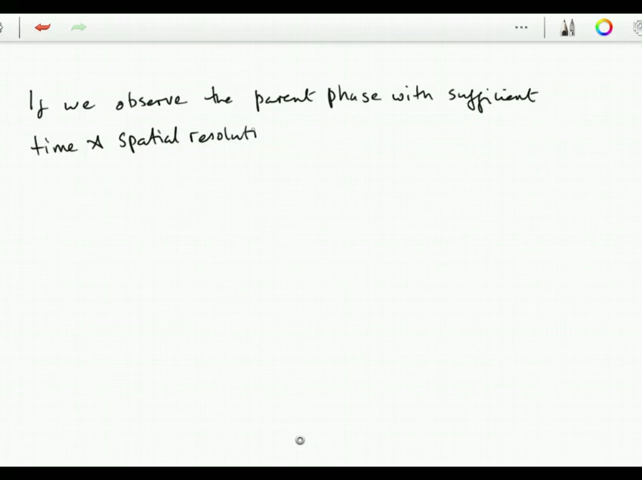 If we observe the parent phase with sufficient
time & spatial resoluti